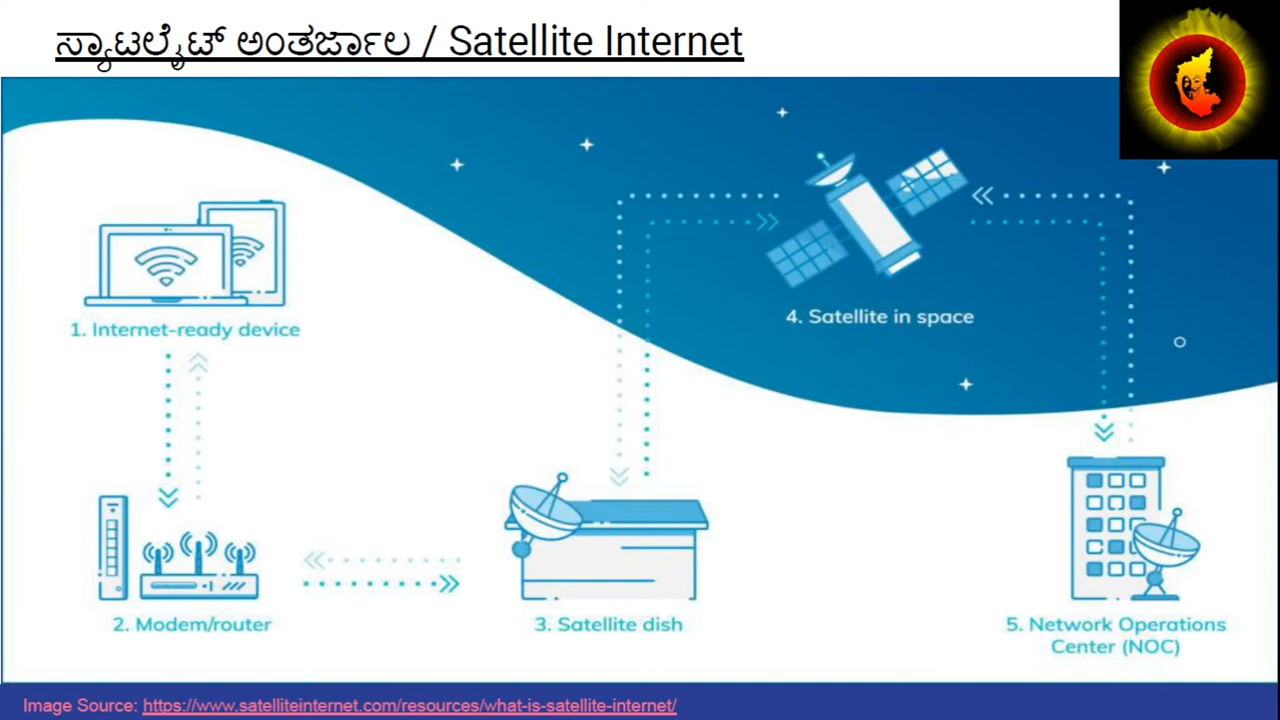 ಸ್ಯಾಟಲೈಟ್ ಅಂತರ್ಜಾಲ / Satellite Internet
1. Internet-ready device
4. Satellite in space
2. Modem/router
3. Satellite dish
5. Network Operations
Center (NOC)
Image Source: https://www.satelliteinternet.com/resources/what-is-satellite-internet/